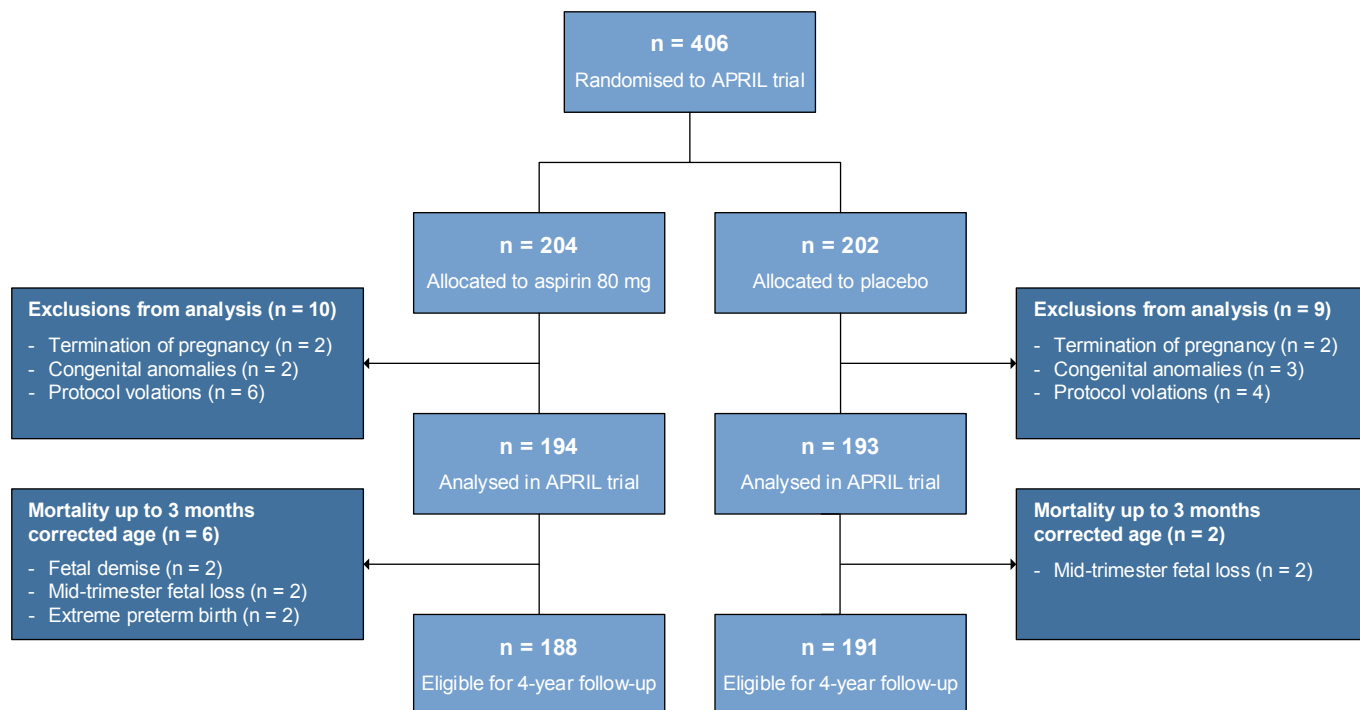 n = 406
Randomised to APRIL trial
n = 204
Allocated to aspirin 80 mg
n = 202
Allocated to placebo
Exclusions from analysis (n = 10)
- Termination of pregnancy (n = 2)
- Congenital anomalies (n = 2)
- Protocol volations (n = 6)
Exclusions from analysis (n = 9)
- Termination of pregnancy (n = 2)
- Congenital anomalies (n = 3)
- Protocol volations (n = 4)
n = 194
Analysed in APRIL trial
n = 193
Analysed in APRIL trial
Mortality up to 3 months
corrected age (n = 6)
- Fetal demise (n = 2)
- Mid-trimester fetal loss (n = 2)
- Extreme preterm birth (n = 2)
Mortality up to 3 months
corrected age (n = 2)
- Mid-trimester fetal loss (n = 2)
n = 188
Eligible for 4-year follow-up
n = 191
Eligible for 4-year follow-up